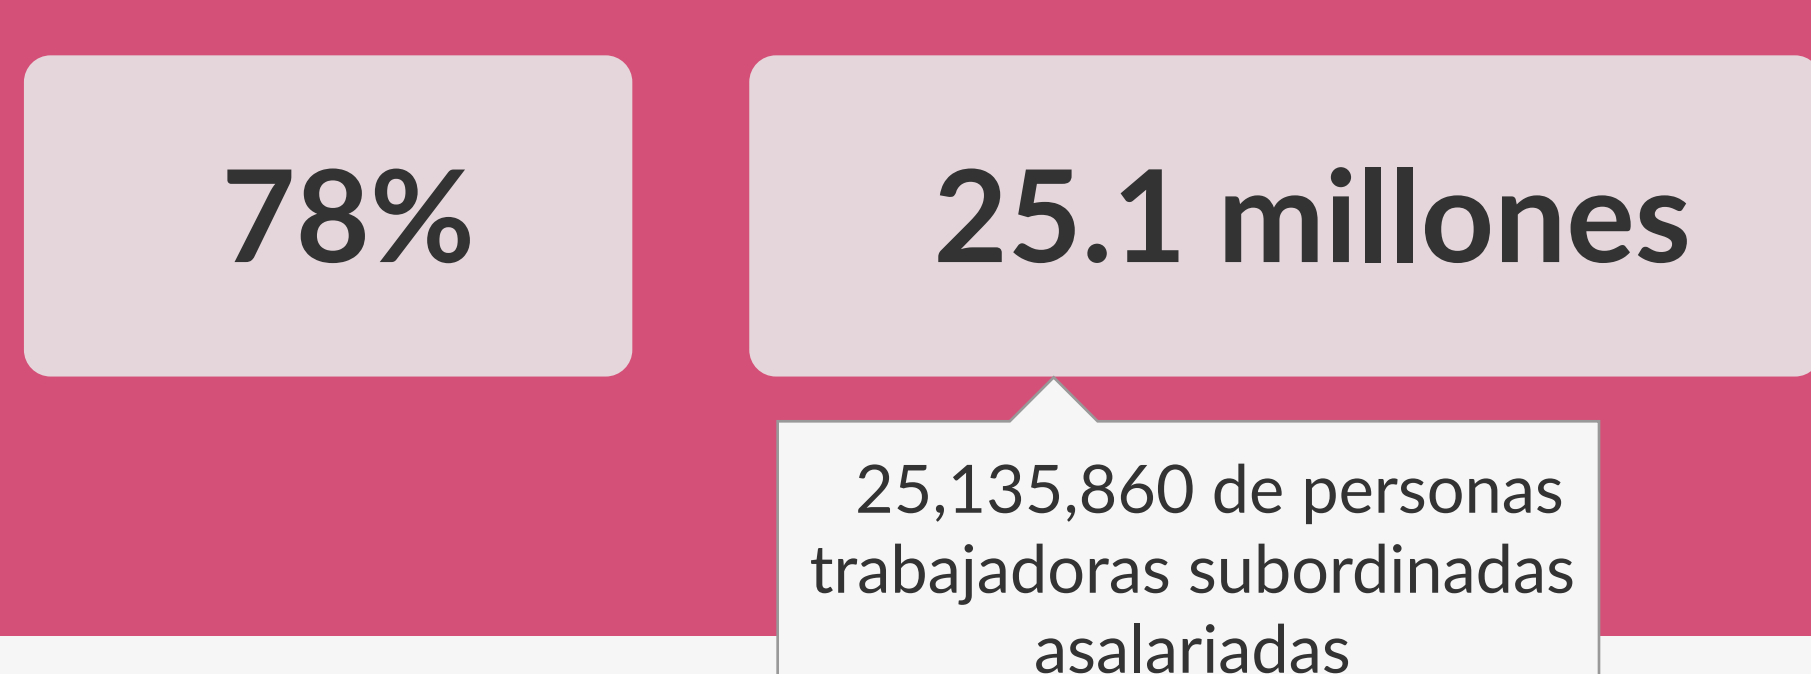 78%
25.1 millones
25,135,860 de personas
trabajadoras subordinadas
asalariadas